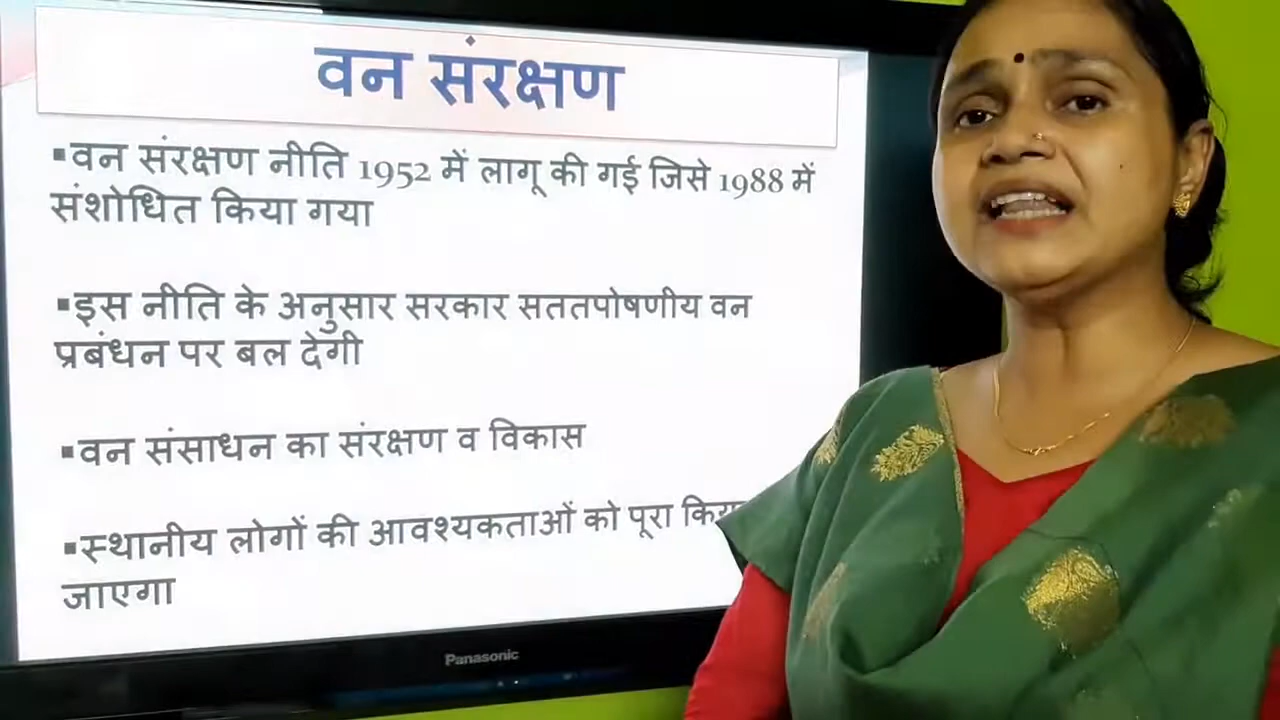 वन संरक्षण
▪वन संरक्षण नीति 1952 में लागू की गई जिसे 1988 में
संशोधित किया गया
▪इस नीति के अनुसार सरकार सततपोषणीय वन
प्रबंधन पर बल देगी
▪वन संसाधन का संरक्षण व विकास
▪स्थानीय लोगों की आवश्यकताओं को पूरा
जाएगा
Panasonic